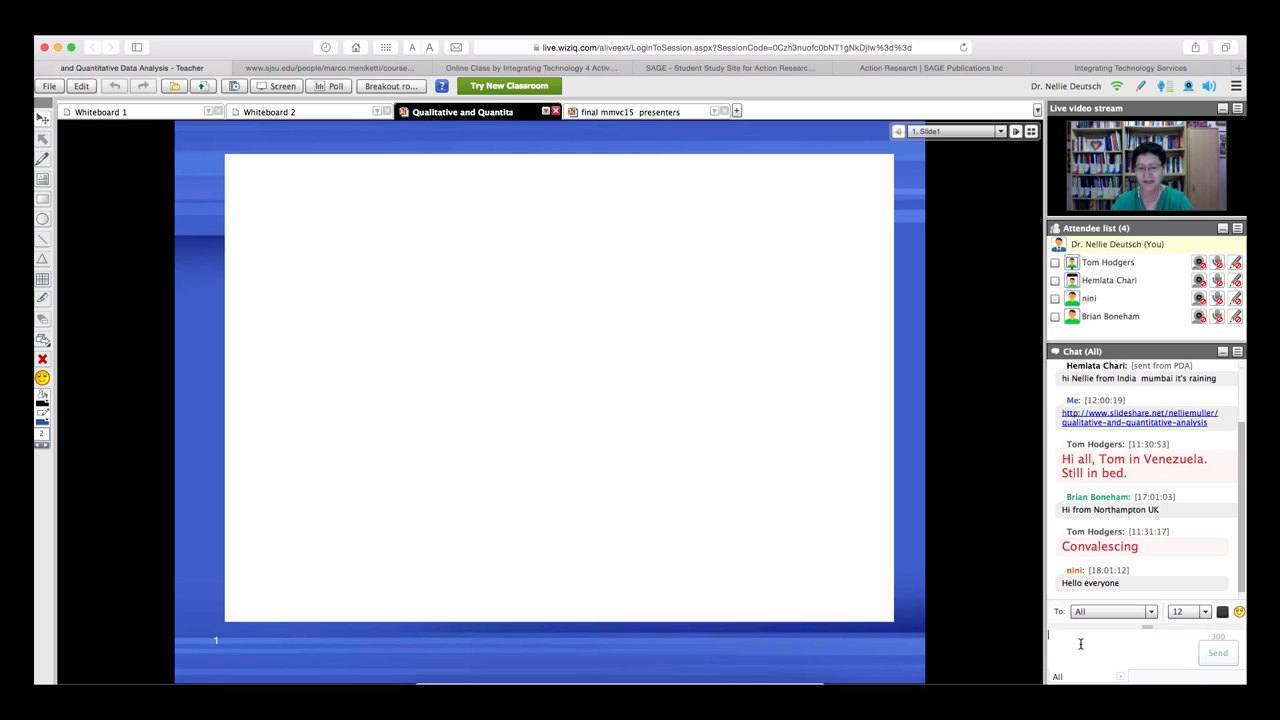 live.wiziq.com/aliveext/LoginToSession.aspx?SessionCode=0Czh3nuofc0bNT1gNkDjIw%3d%3d
and Quantitative Data Analysis - Teacher
www.sjsu.edu/people/marco.meniketti/course...
Online Class by Integrating Technology 4 Activ...
SAGE - Student Study Site for Action Researc...
Action Research | SAGE Publications Inc
Integrating Technology Services
File
Edit
Screen
Poll
Breakout ro...
?
Try New Classroom
Dr. Nellie Deutsch
Whiteboard 1
Whiteboard 2
Qualitative and Quantita
final mmvc15 presenters
1. Slide1
Live video stream
Attendee list (4)
Dr. Nellie Deutsch (You)
Tom Hodgers
Hemlata Chari
nini
Brian Boneham
Chat (All)
Hemlata Chari: [sent from PDA]
hi Nellie from India mumbai it's raining
Me: [12:00:19]
http://www.slideshare.net/nelliemuller/
qualitative-and-quantitative-analysis
Tom Hodgers: [11:30:53]
Hi all, Tom in Venezuela.
Still in bed.
Brian Boneham: [17:01:03]
Hi from Northampton UK
Tom Hodgers: [11:31:17]
Convalescing
nini: [18:01:12]
Hello everyone
To: All 12
300
Send
All
1
2
A A